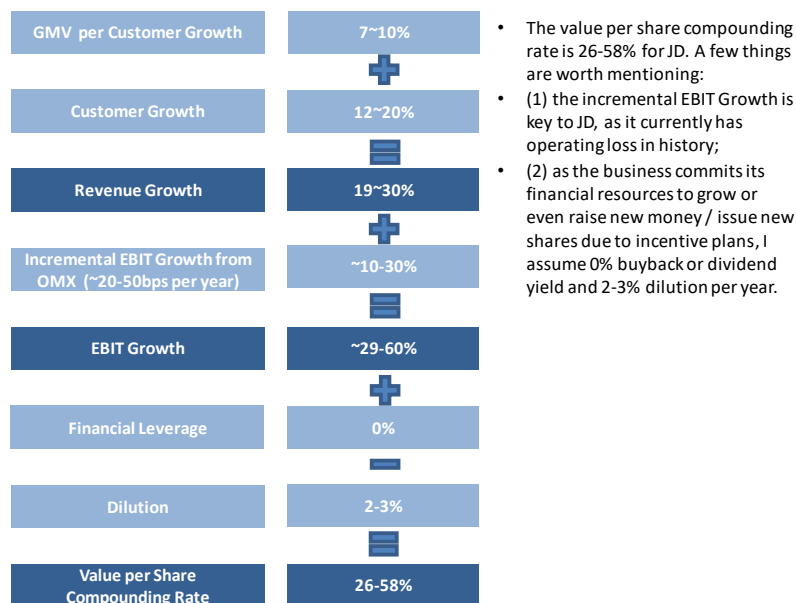 GMV per Customer Growth
7~10%
Customer Growth
12~20%
Revenue Growth
19~30%
Incremental EBIT Growth from
OMX (~20-50bps per year)
~10-30%
EBIT Growth
~29-60%
Financial Leverage
0%
Dilution
2-3%
Value per Share
Compounding Rate
26-58%
• The value per share compounding
rate is 26-58% for JD. A few things
are worth mentioning:
• (1) the incremental EBIT Growth is
key to JD, as it currently has
operating loss in history;
• (2) as the business commits its
financial resources to grow or
even raise new money / issue new
shares due to incentive plans, I
assume 0% buyback or dividend
yield and 2-3% dilution per year.